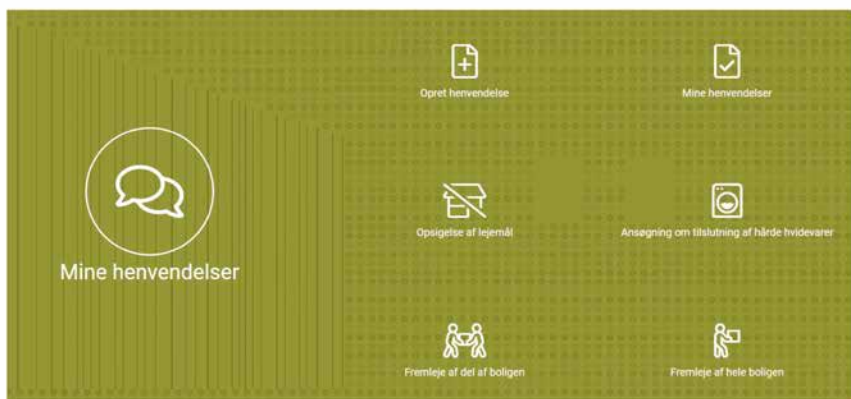 Opret henvendelse
Mine henvendelser
Mine henvendelser
Opsigelse af lejemål
Ansøgning om tilslutning af hårde hvidevarer
Fremleje af del af boligen
Fremleje af hele boligen